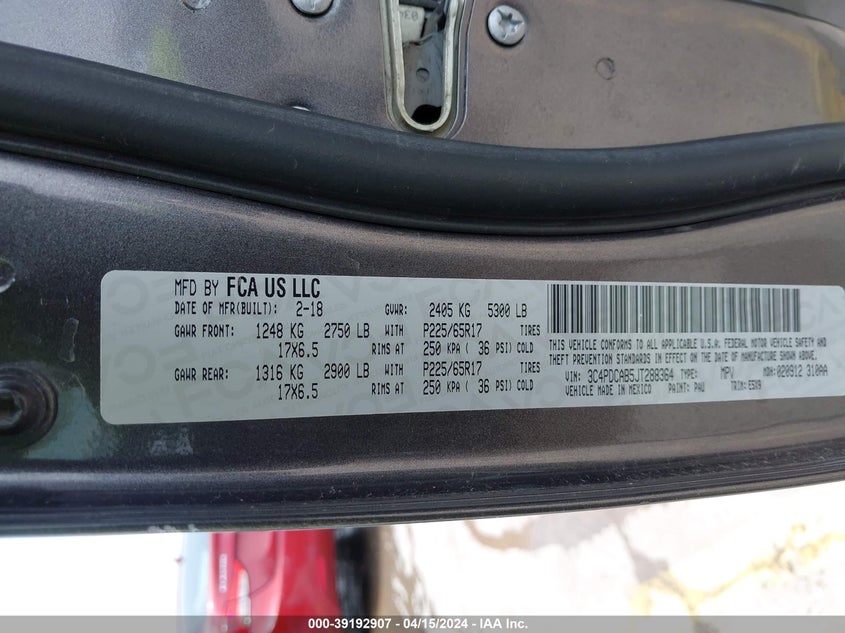 MFD BY FCA US LLC
DATE OF MFR(BUILT): 2-18 GVWR: 2405 KG 5300 LB
GAWR FRONT: 1248 KG 2750 LB WITH P225/65R17 TIRES
17X6.5 RIMS AT 250 KPA ( 36 PSI) COLD
GAWR REAR: 1316 KG 2900 LB WITH P225/65R17 TIRES
17X6.5 RIMS AT 250 KPA ( 36 PSI) COLD
THIS VEHICLE CONFORMS TO ALL APPLICABLE U.S.A. FEDERAL MOTOR VEHICLE SAFETY AND
THEFT PREVENTION STANDARDS IN EFFECT ON THE DATE OF MANUFACTURE SHOWN ABOVE.
VIN: 3C4PDCAB5JT288364 TYPE: MPV MDH: 020912 310AA
VEHICLE MADE IN MEXICO PAINT: PAU TRIM: E5X9
000-39192907 - 04/15/2024 - IAA Inc.